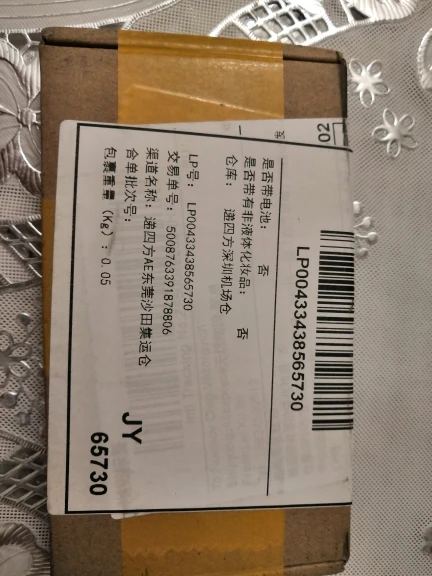 02
LP00433438565730
是否带电池: 否
是否带有非液体化妆品: 否
仓库: 递四方深圳机场仓
LP号: LP00433438565730
交易单号: 5008763391878806
渠道名称: 递四方AE东莞沙田集运仓
合单批次号:
包裹重量 (Kg) : 0.05
JY
65730